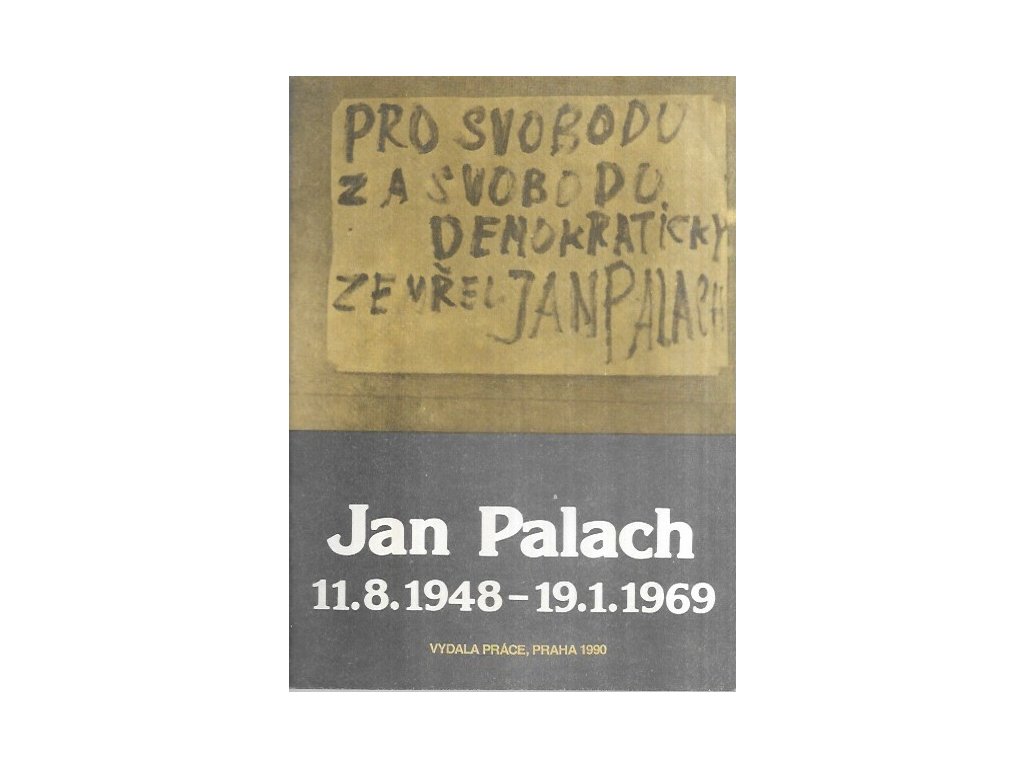 PRO SVOBODU
ZA SVOBODU
DEMOKRATICKY
ZEMŘEL JAN PALACH
Jan Palach
11.8.1948 – 19.1.1969
VYDALA PRÁCE, PRAHA 1990